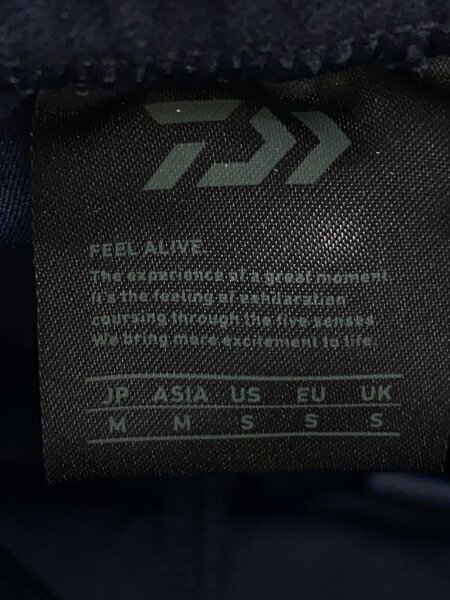 FEEL ALIVE.
The experience of a great moment.
It's the feeling of exhilaration
coursing through the five senses.
We bring more excitement to life.
JP ASIA US EU UK
M M S S S